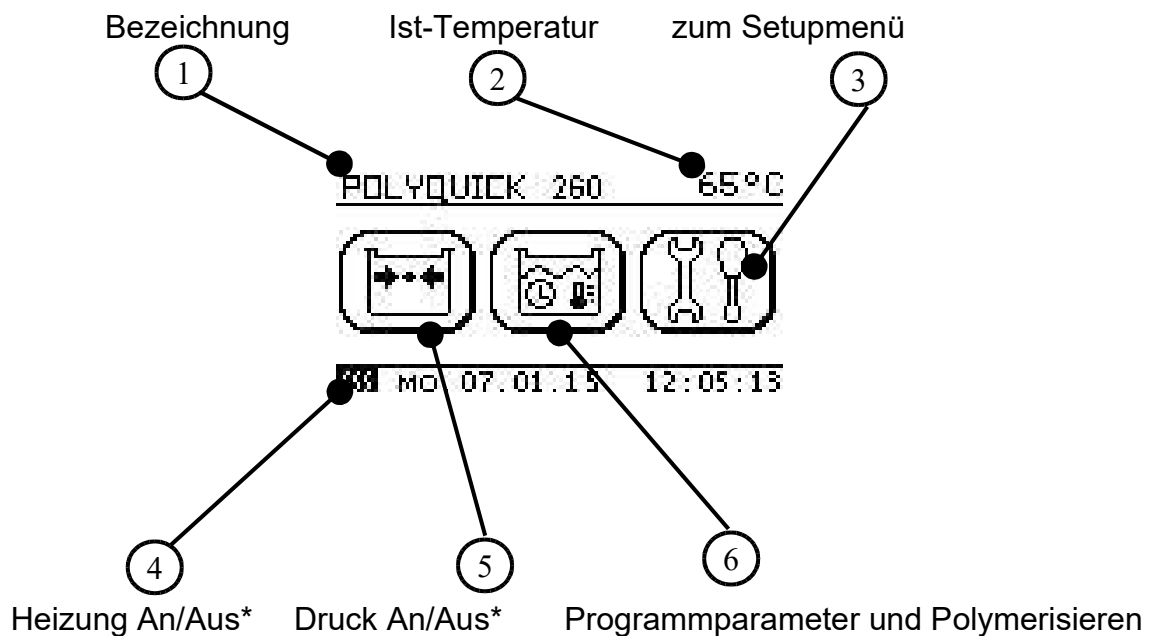 Bezeichnung Ist-Temperatur zum Setupmenü
1 2 3
POLYQUICK 260 65°C
MO 07.01.15 12:05:13
4 5 6
Heizung An/Aus* Druck An/Aus* Programmparameter und Polymerisieren